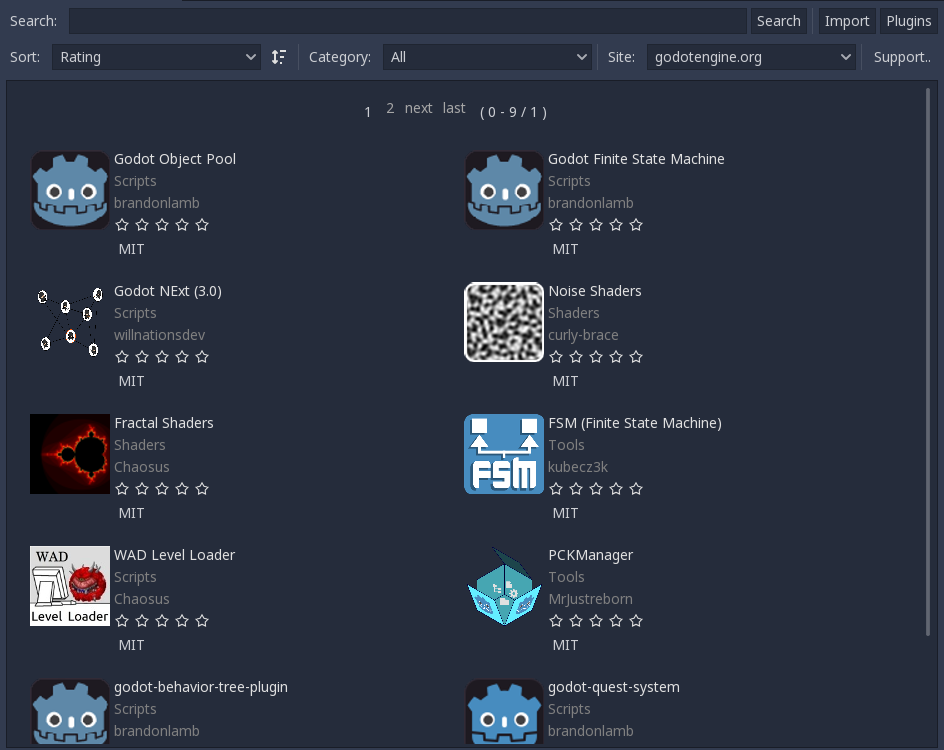 Search: Search Import Plugins
Sort: Rating Category: All Site: godotengine.org Support..
1 2 next last ( 0 - 9 / 1 )
Godot Object Pool
Scripts
brandonlamb
MIT
Godot Finite State Machine
Scripts
brandonlamb
MIT
Godot NExt (3.0)
Scripts
willnationsdev
MIT
Noise Shaders
Shaders
curly-brace
MIT
Fractal Shaders
Shaders
Chaosus
MIT
FSM
FSM (Finite State Machine)
Tools
kubecz3k
MIT
WAD
Level Loader
WAD Level Loader
Scripts
Chaosus
MIT
PCKManager
Tools
MrJustreborn
MIT
godot-behavior-tree-plugin
Scripts
brandonlamb
godot-quest-system
Scripts
brandonlamb